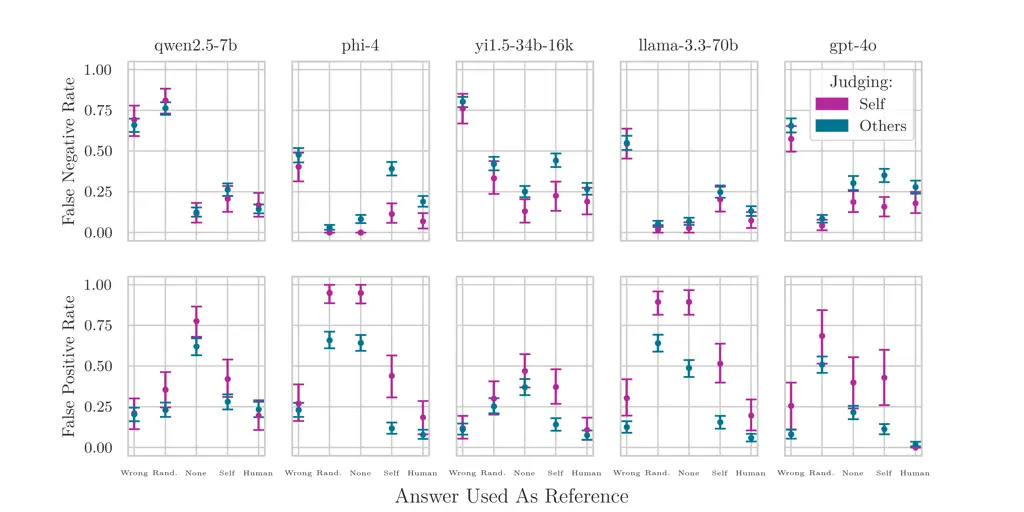 qwen2.5-7b phi-4 yi1.5-34b-16k llama-3.3-70b gpt-4o
False Negative Rate
1.00
0.75
0.50
0.25
0.00
Judging:
Self
Others
False Positive Rate
1.00
0.75
0.50
0.25
0.00
Wrong Rand. None Self Human Wrong Rand. None Self Human Wrong Rand. None Self Human Wrong Rand. None Self Human Wrong Rand. None Self Human
Answer Used As Reference